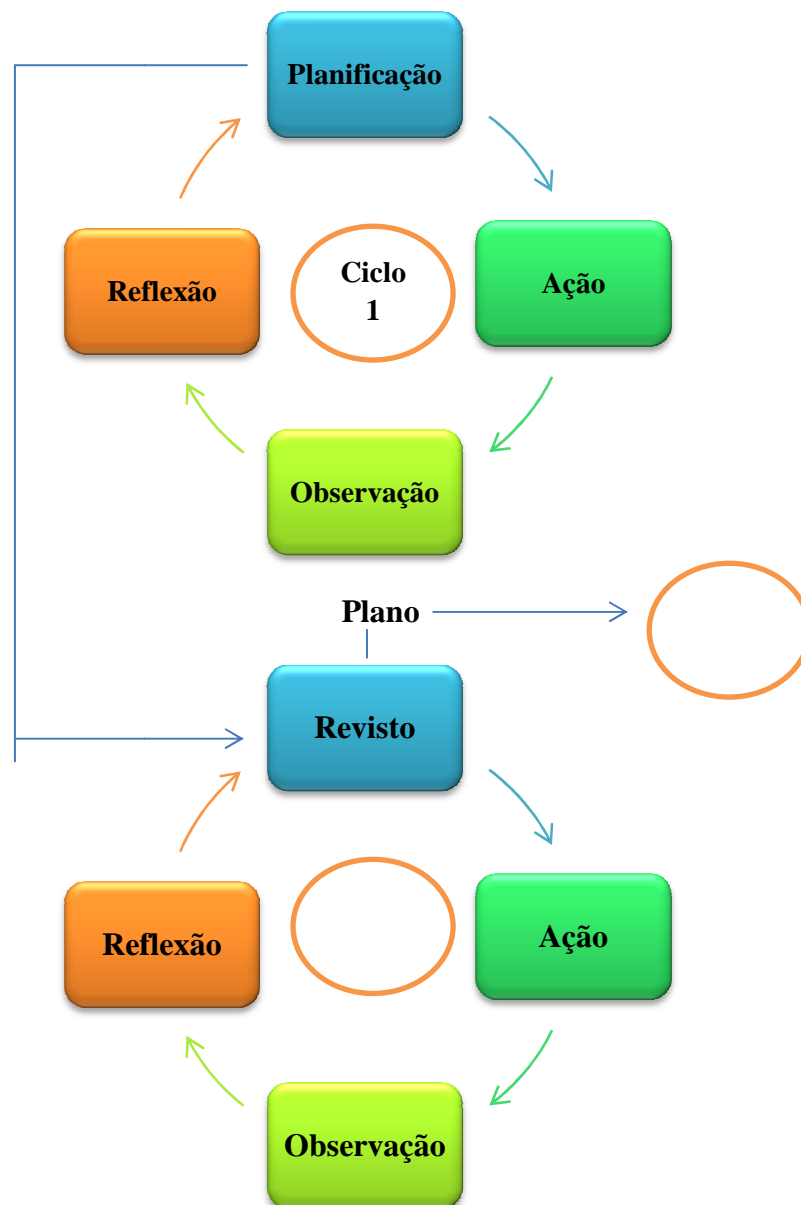 Planificação
Reflexão
Ciclo
1
Ação
Observação
Plano
Revisto
Reflexão
Ação
Observação